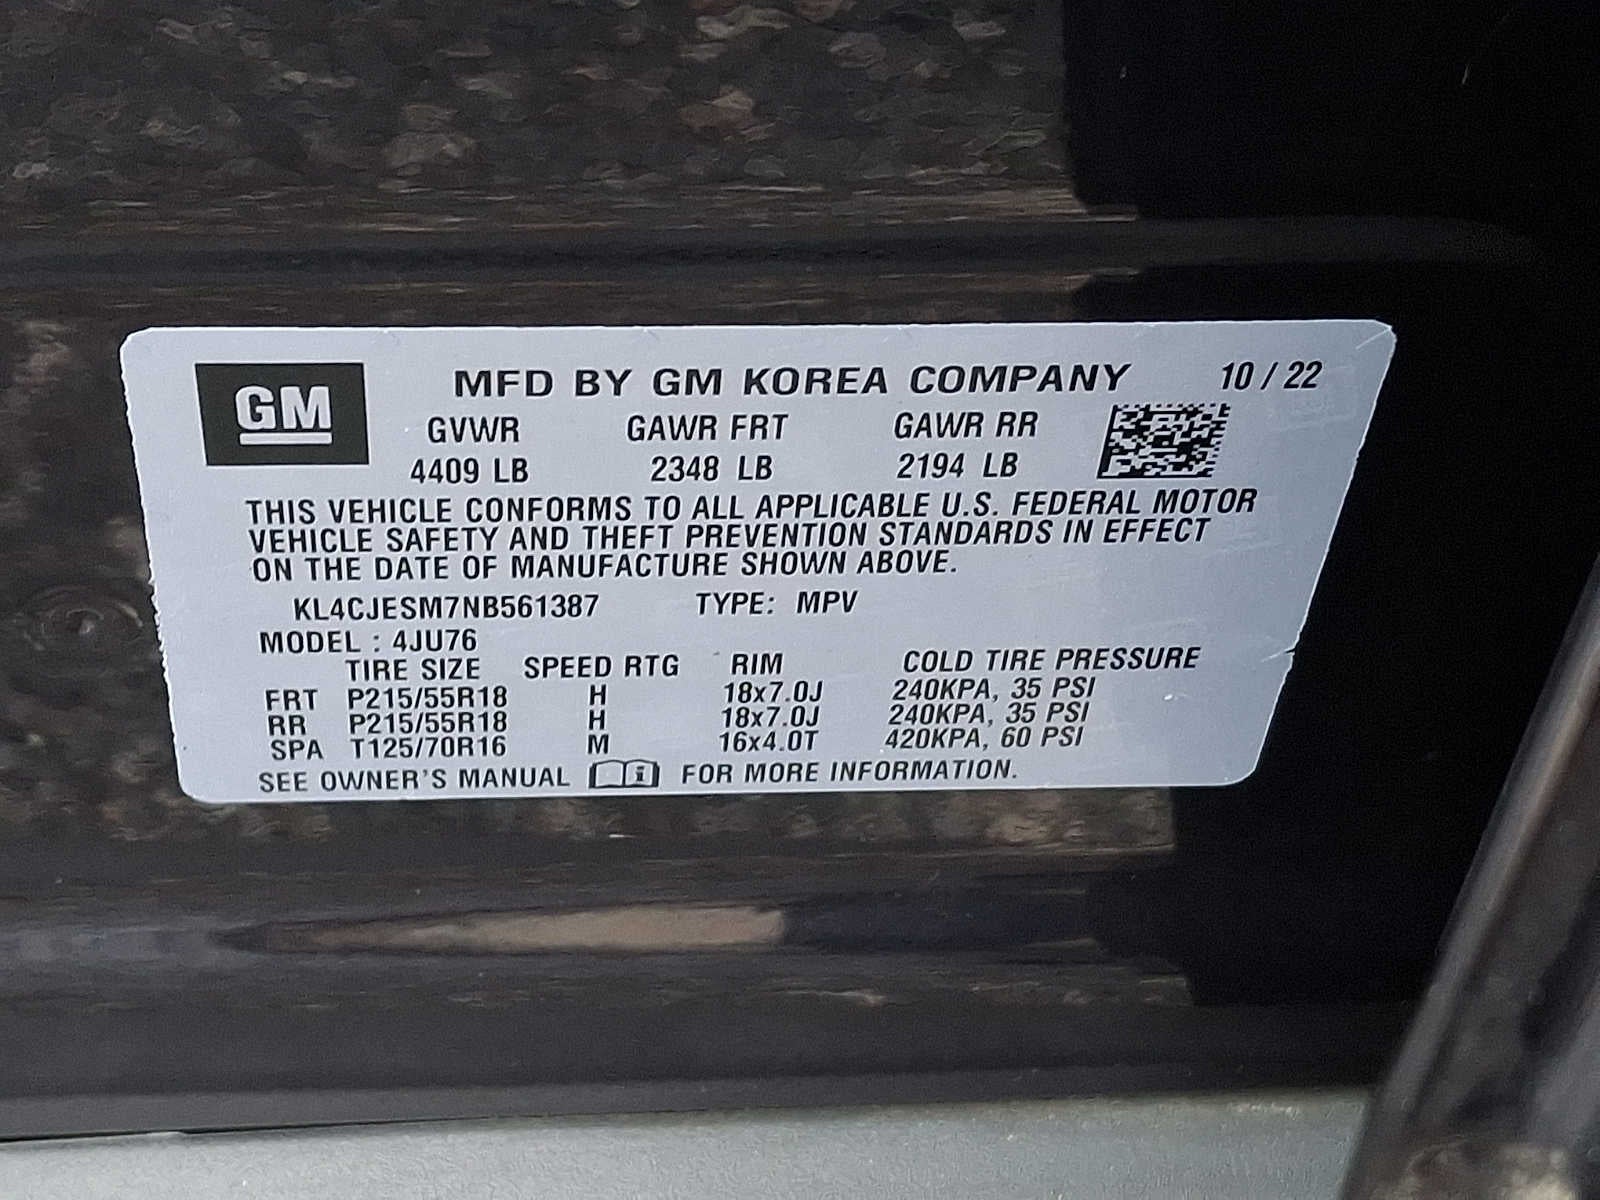 GM
MFD BY GM KOREA COMPANY 10/22
GVWR GAWR FRT GAWR RR
4409 LB 2348 LB 2194 LB
THIS VEHICLE CONFORMS TO ALL APPLICABLE U.S. FEDERAL MOTOR
VEHICLE SAFETY AND THEFT PREVENTION STANDARDS IN EFFECT
ON THE DATE OF MANUFACTURE SHOWN ABOVE.
KL4CJESM7NB561387 TYPE: MPV
MODEL : 4JU76
TIRE SIZE SPEED RTG RIM COLD TIRE PRESSURE
FRT P215/55R18 H 18x7.0J 240KPA, 35 PSI
RR P215/55R18 H 18x7.0J 240KPA, 35 PSI
SPA T125/70R16 M 16x4.0T 420KPA, 60 PSI
SEE OWNER'S MANUAL i FOR MORE INFORMATION.